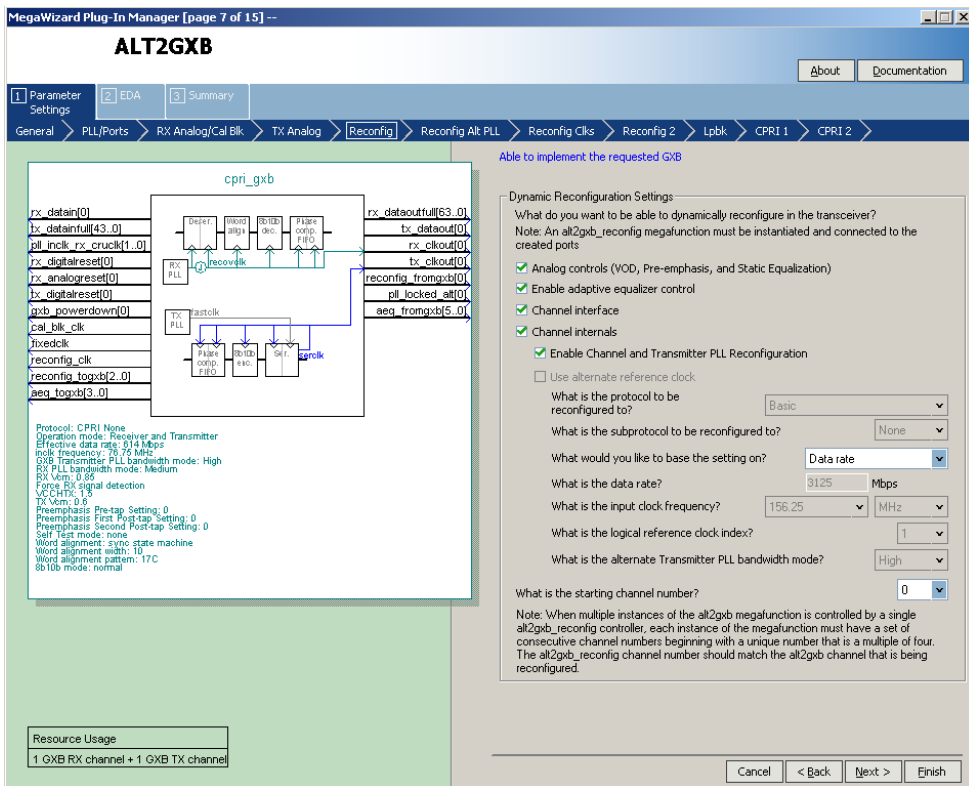 MegaWizard Plug-In Manager [page 7 of 15] --
ALT2GXB
About
Documentation
1 Parameter Settings
2 EDA
3 Summary
General
PLL/Ports
RX Analog/Cal Blk
TX Analog
Reconfig
Reconfig Alt PLL
Reconfig Clks
Reconfig 2
Lpbk
CPRI 1
CPRI 2
cpri_gxb
rx_datain[0]
tx_datainfull[43..0]
pll_inclk_rx_cruclk[1..0]
rx_digitalreset[0]
rx_analogreset[0]
tx_digitalreset[0]
gxb_powerdown[0]
cal_blk_clk
fixedclk
reconfig_clk
reconfig_togxb[2..0]
aeq_togxb[3..0]
Deser.
Word align
8b10b dec.
Phase comp. FIFO
RX PLL
recovclk
TX PLL
fastclk
Phase comp. FIFO
8b10b enc.
Ser.
serclk
rx_dataoutfull[63..0]
tx_dataout[0]
rx_clkout[0]
tx_clkout[0]
reconfig_fromgxb[0]
pll_locked_alt[0]
aeq_fromgxb[5..0]
Protocol: CPRI None
Operation mode: Receiver and Transmitter
Effective data rate: 614 Mbps
inclk frequency: 76.75 MHz
GXB Transmitter PLL bandwidth mode: High
RX PLL bandwidth mode: Medium
RX Vcm: 0.85
Force RX signal detection
VCCHTX: 1.5
TX Vcm: 0.6
Preemphasis Pre-tap Setting: 0
Preemphasis First Post-tap Setting: 0
Preemphasis Second Post-tap Setting: 0
Self Test mode: none
Word alignment: sync state machine
Word alignment width: 10
Word alignment pattern: 17C
8b10b mode: normal
Resource Usage
1 GXB RX channel + 1 GXB TX channel
Able to implement the requested GXB
Dynamic Reconfiguration Settings
What do you want to be able to dynamically reconfigure in the transceiver?
Note: An alt2gxb_reconfig megafunction must be instantiated and connected to the
created ports
Analog controls (VOD, Pre-emphasis, and Static Equalization)
Enable adaptive equalizer control
Channel interface
Channel internals
Enable Channel and Transmitter PLL Reconfiguration
Use alternate reference clock
What is the protocol to be
reconfigured to?
Basic
What is the subprotocol to be reconfigured to?
None
What would you like to base the setting on?
Data rate
What is the data rate?
3125
Mbps
What is the input clock frequency?
156.25
MHz
What is the logical reference clock index?
1
What is the alternate Transmitter PLL bandwidth mode?
High
What is the starting channel number?
0
Note: When multiple instances of the alt2gxb megafunction is controlled by a single
alt2gxb_reconfig controller, each instance of the megafunction must have a set of
consecutive channel numbers beginning with a unique number that is a multiple of four.
The alt2gxb_reconfig channel number should match the alt2gxb channel that is being
reconfigured.
Cancel
< Back
Next >
Finish